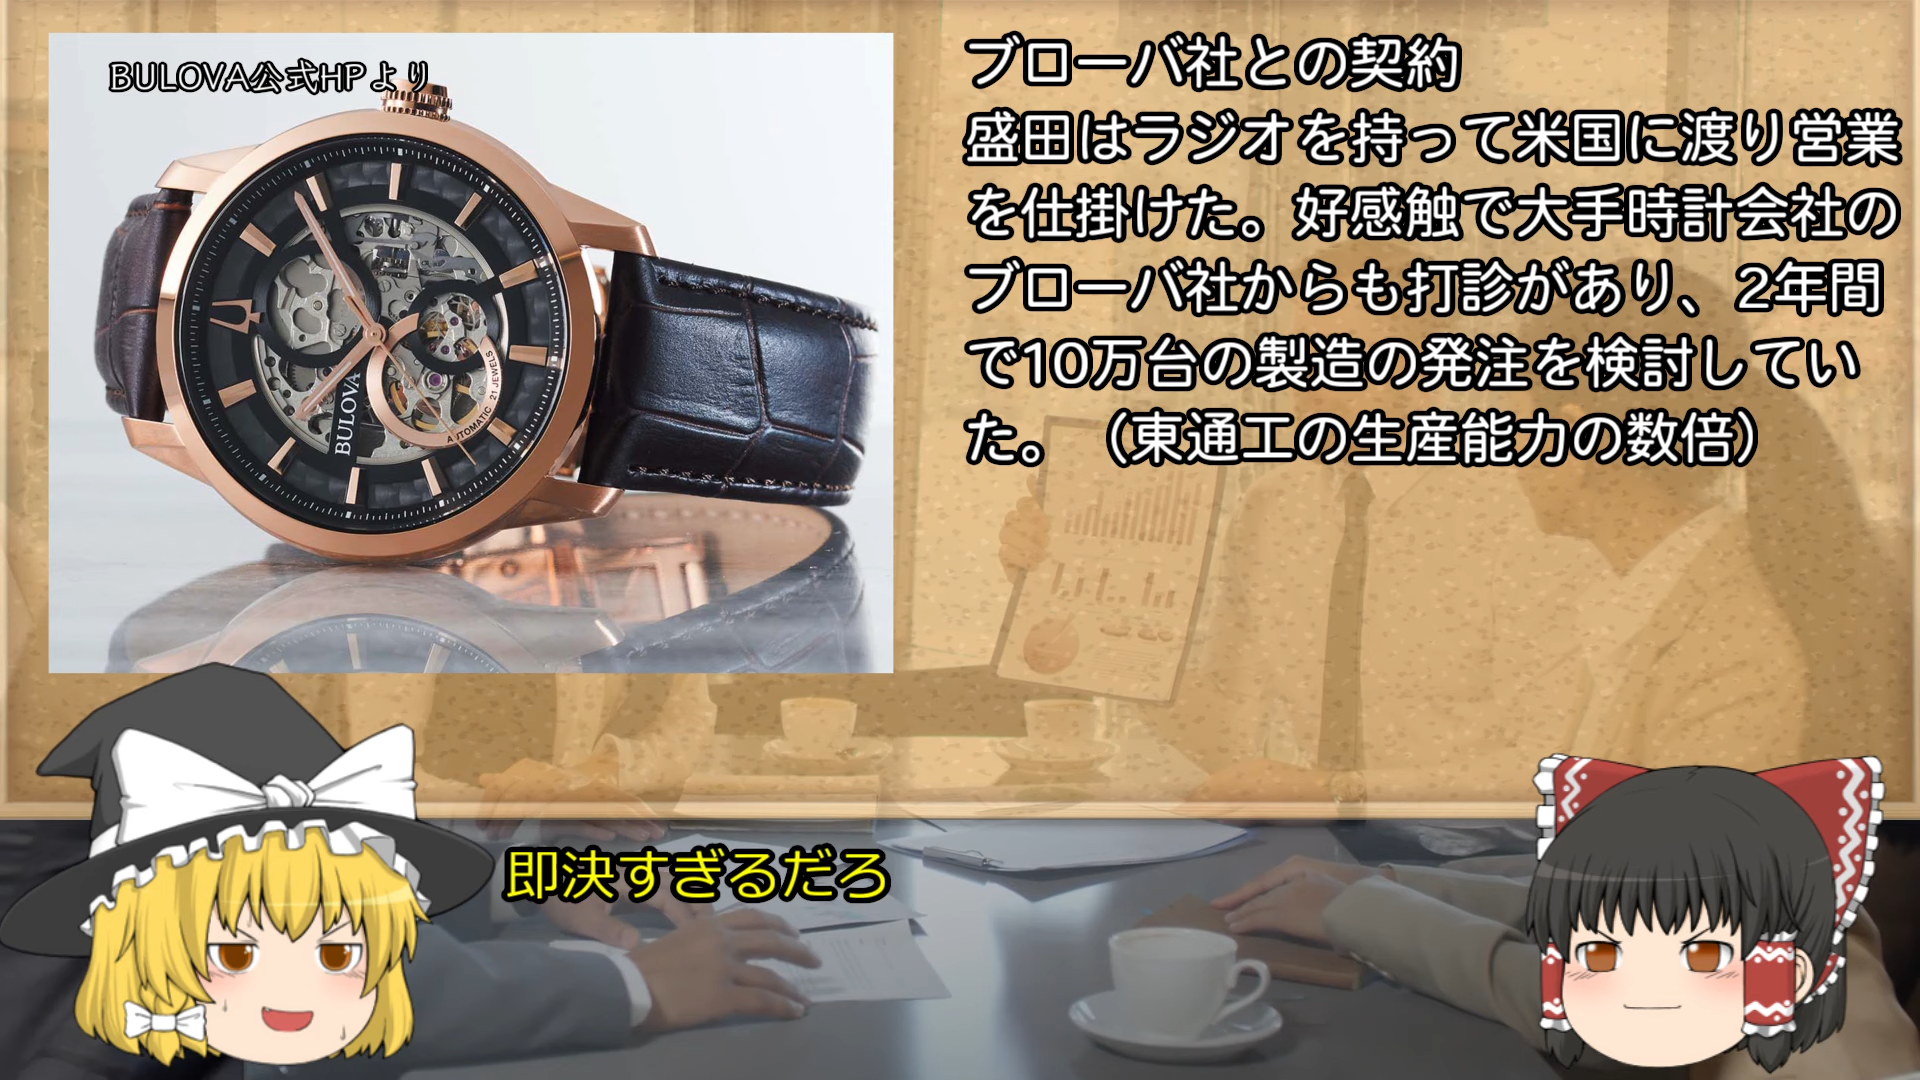 BULOVA公式HPより
ブローバ社との契約
盛田はラジオを持って米国に渡り営業
を仕掛けた。好感触で大手時計会社の
ブローバ社からも打診があり、2年間
で10万台の製造の発注を検討してい
た。（東通工の生産能力の数倍）
BULOVA
AUTOMATIC 21 JEWELS
即決すぎるだろ